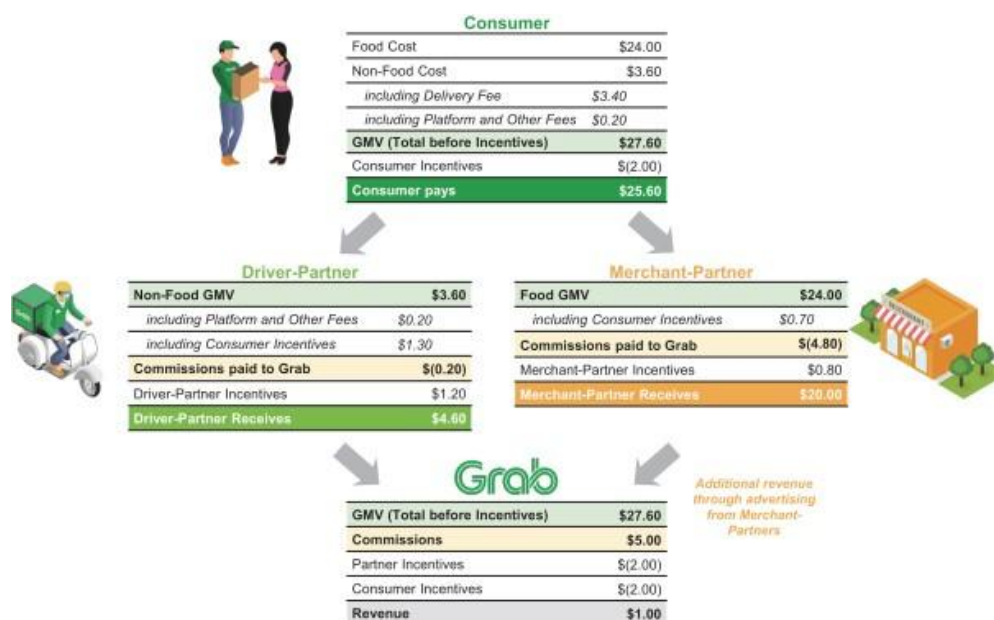 Consumer
Food Cost $24.00
Non-Food Cost $3.60
including Delivery Fee $3.40
including Platform and Other Fees $0.20
GMV (Total before Incentives) $27.60
Consumer Incentives $(2.00)
Consumer pays $25.60
Driver-Partner
Non-Food GMV $3.60
including Platform and Other Fees $0.20
including Consumer Incentives $1.30
Commissions paid to Grab $(0.20)
Driver-Partner Incentives $1.20
Driver-Partner Receives $4.60
Merchant-Partner
Food GMV $24.00
including Consumer Incentives $0.70
Commissions paid to Grab $(4.80)
Merchant-Partner Incentives $0.80
Merchant-Partner Receives $20.00
Grab
GMV (Total before Incentives) $27.60
Commissions $5.00
Partner Incentives $(2.00)
Consumer Incentives $(2.00)
Revenue $1.00
Additional revenue
through advertising
from Merchant-
Partners